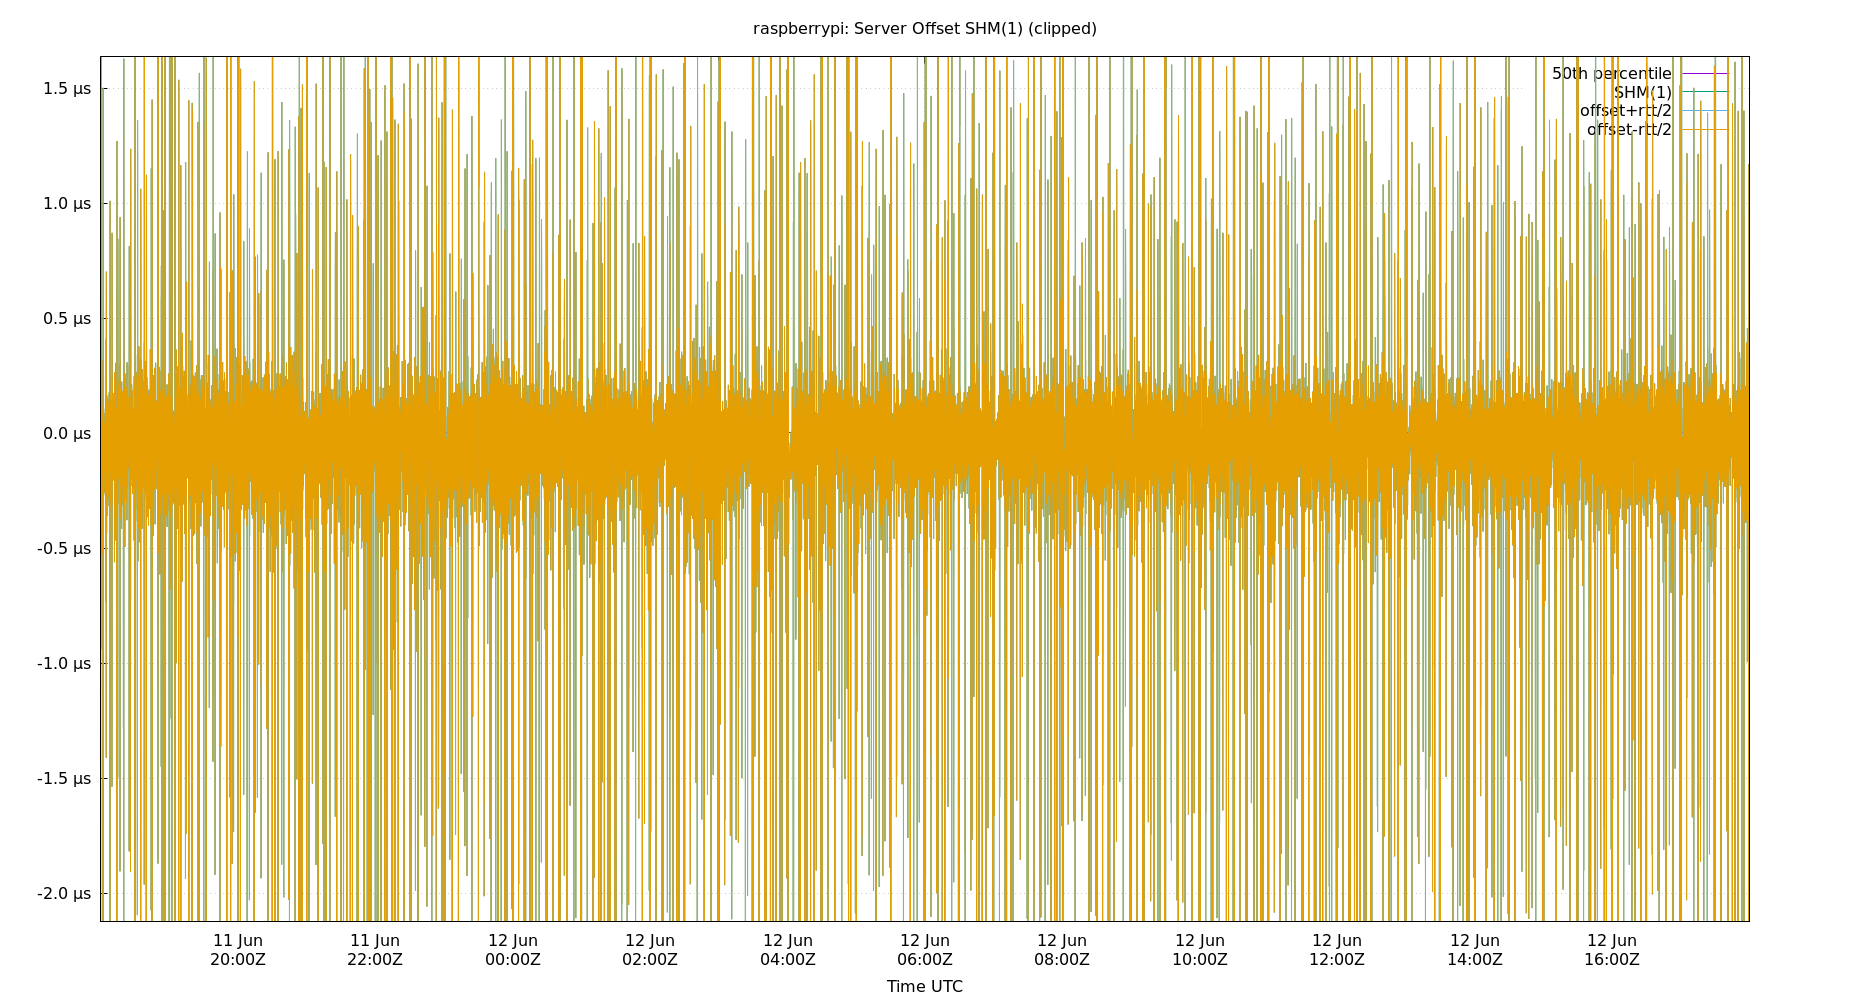 raspberrypi: Server Offset SHM(1) (clipped)
50th percentile
SHM(1)
offset+rtt/2
offset-rtt/2
1.5 µs
1.0 µs
0.5 µs
0.0 µs
-0.5 µs
-1.0 µs
-1.5 µs
-2.0 µs
11 Jun 11 Jun 12 Jun 12 Jun 12 Jun 12 Jun 12 Jun 12 Jun 12 Jun 12 Jun 12 Jun
20:00Z 22:00Z 00:00Z 02:00Z 04:00Z 06:00Z 08:00Z 10:00Z 12:00Z 14:00Z 16:00Z
Time UTC